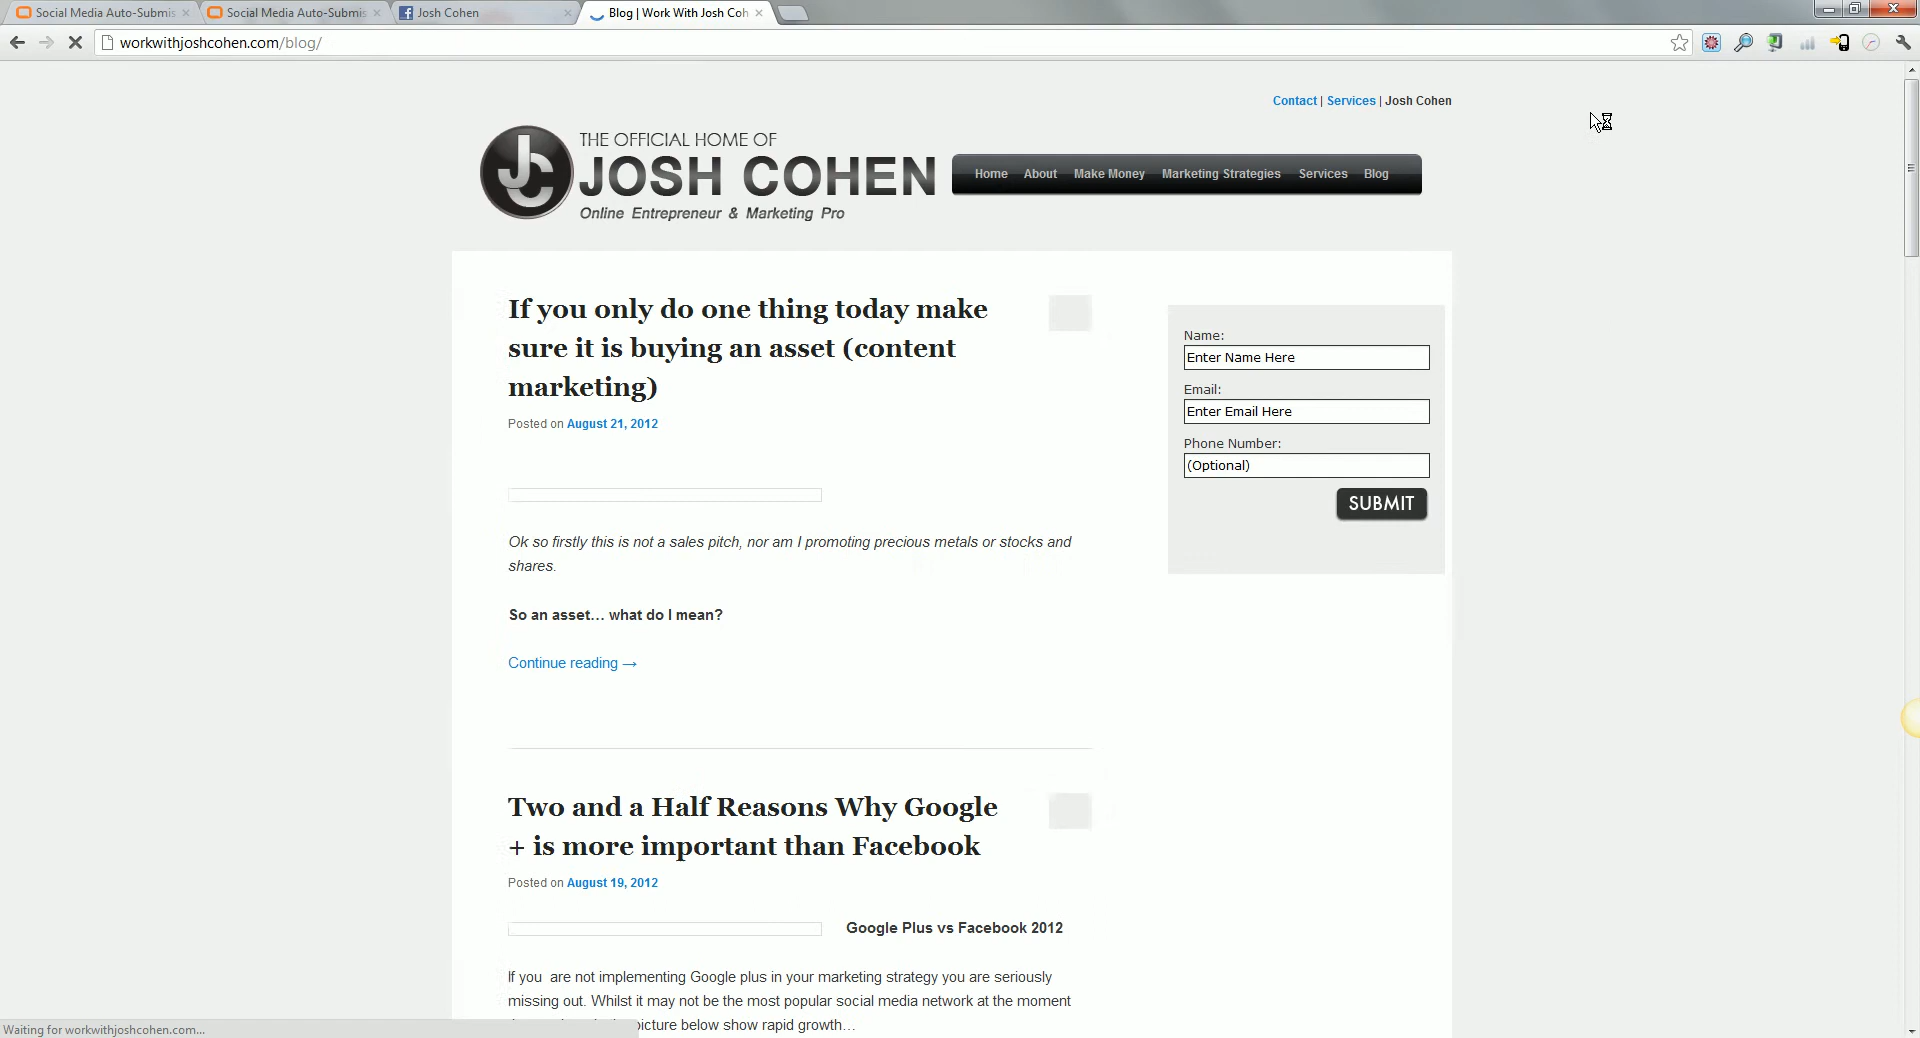 Social Media Auto-Submis
Social Media Auto-Submis
Josh Cohen
Blog | Work With Josh Coh
workwithjoshcohen.com/blog/
Contact | Services | Josh Cohen
THE OFFICIAL HOME OF
JOSH COHEN
Online Entrepreneur & Marketing Pro
Home About Make Money Marketing Strategies Services Blog
If you only do one thing today make
sure it is buying an asset (content
marketing)
Posted on August 21, 2012
Name:
Enter Name Here
Email:
Enter Email Here
Phone Number:
(Optional)
SUBMIT
Ok so firstly this is not a sales pitch, nor am I promoting precious metals or stocks and
shares.
So an asset… what do I mean?
Continue reading →
Two and a Half Reasons Why Google
+ is more important than Facebook
Posted on August 19, 2012
Google Plus vs Facebook 2012
If you are not implementing Google plus in your marketing strategy you are seriously
missing out. Whilst it may not be the most popular social media network at the moment
picture below show rapid growth…
Waiting for workwithjoshcohen.com...